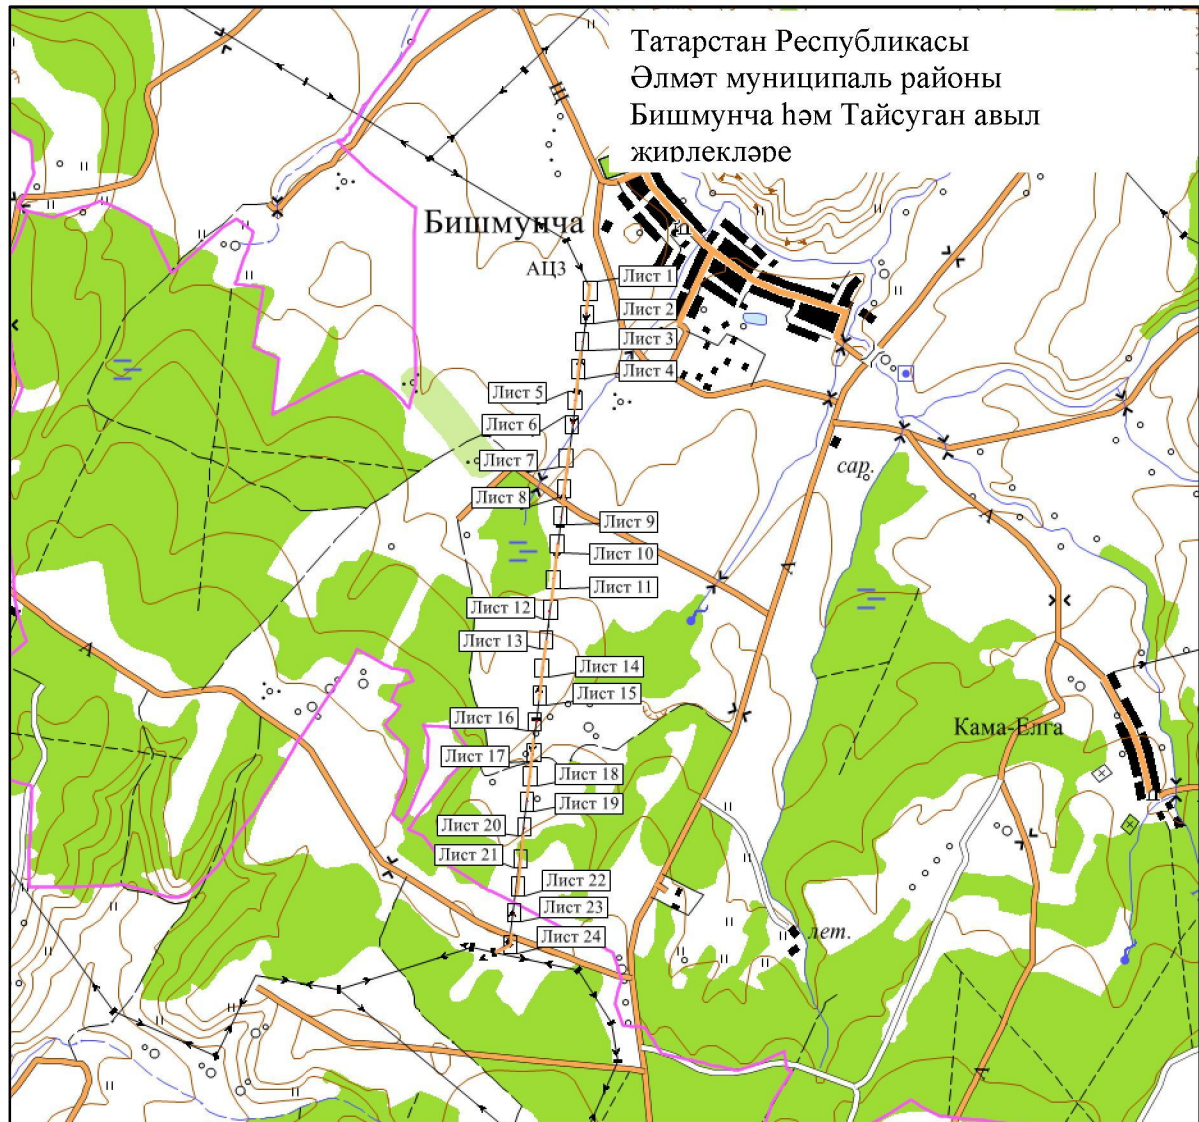 Татарстан Республикасы
Әлмәт муниципаль районы
Бишмунча һәм Тайсуган авыл
жирлекләре
Бишмунча
АЦЗ
Лист 1
Лист 2
Лист 3
Лист 4
Лист 5
Лист 6
Лист 7
Лист 8
сар.
Лист 9
Лист 10
Лист 11
Лист 12
Лист 13
Лист 14
Лист 15
Лист 16
Кама-Елга
Лист 17
Лист 18
Лист 19
Лист 20
Лист 21
Лист 22
Лист 23
лет.
Лист 24